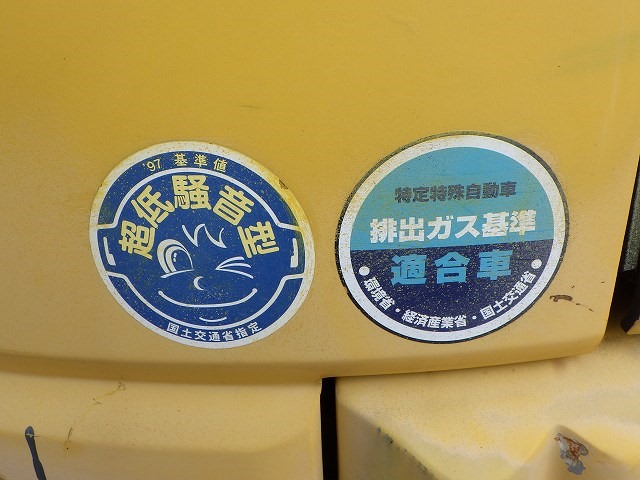 '97 基準値
超低騒音型
国土交通省指定
特定特殊自動車
排出ガス基準
適合車
●環境省・経済産業省・国土交通省●